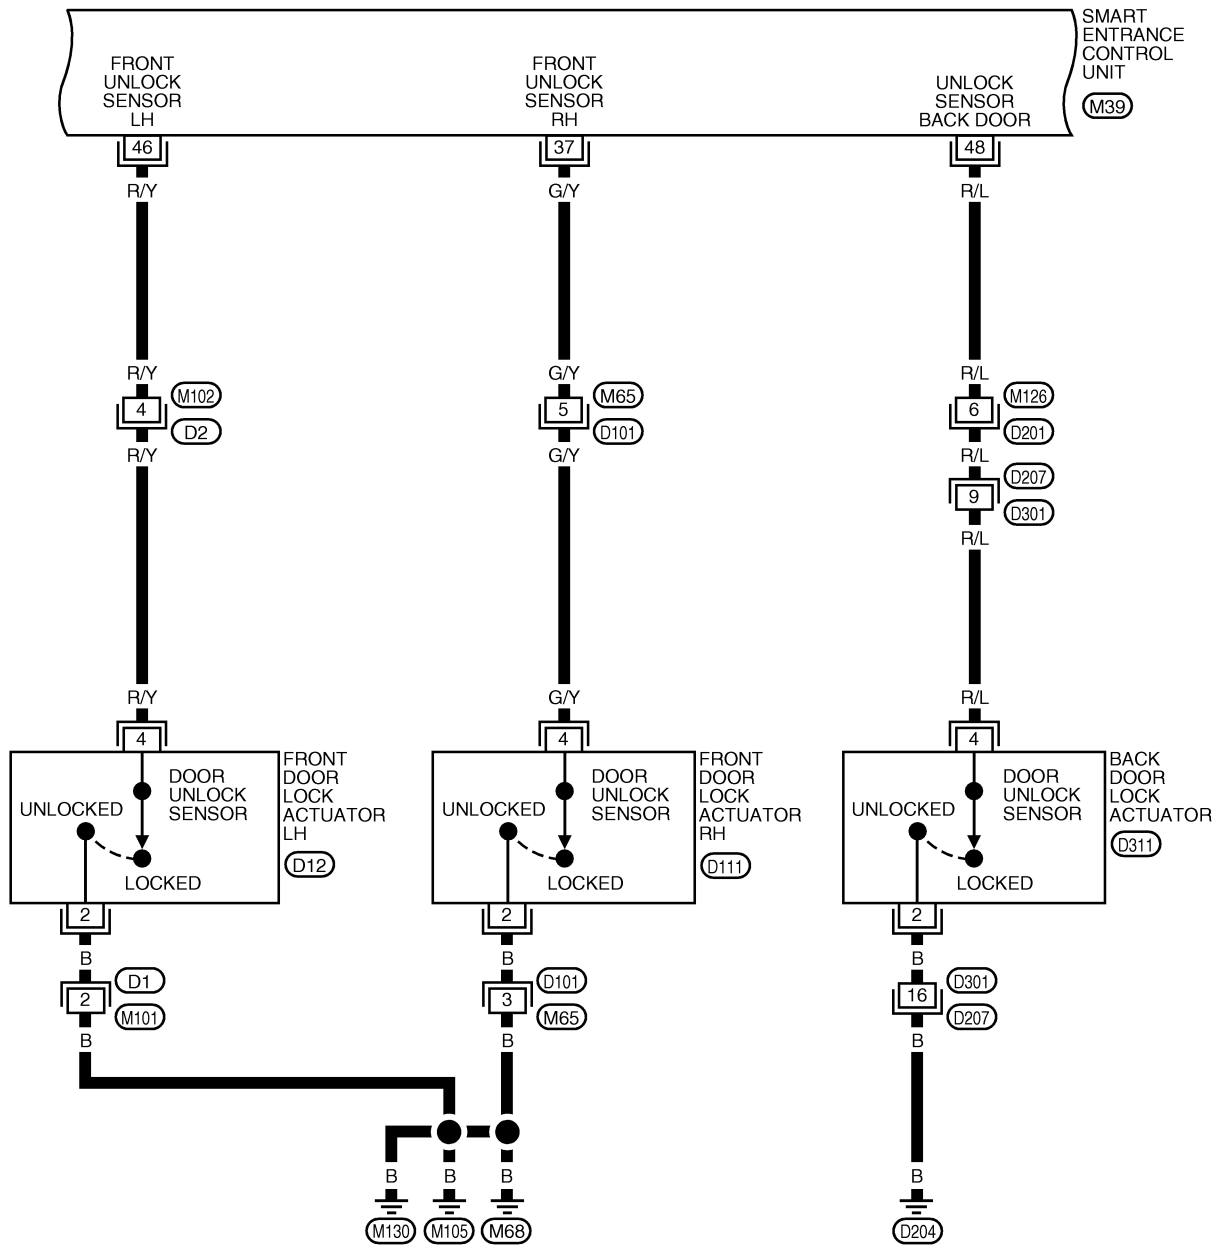 SMART
ENTRANCE
CONTROL
UNIT
M39
FRONT
UNLOCK
SENSOR
LH
FRONT
UNLOCK
SENSOR
RH
UNLOCK
SENSOR
BACK DOOR
46
37
48
R/Y
G/Y
R/L
R/Y
G/Y
R/L
4
M102
D2
5
M65
D101
6
M126
D201
R/Y
G/Y
R/L
9
D207
D301
R/L
R/Y
G/Y
R/L
4
4
4
DOOR
UNLOCK
SENSOR
UNLOCKED
LOCKED
FRONT
DOOR
LOCK
ACTUATOR
LH
D12
DOOR
UNLOCK
SENSOR
UNLOCKED
LOCKED
FRONT
DOOR
LOCK
ACTUATOR
RH
D111
DOOR
UNLOCK
SENSOR
UNLOCKED
LOCKED
BACK
DOOR
LOCK
ACTUATOR
D311
2
2
2
B
B
B
2
D1
M101
3
D101
M65
16
D301
D207
B
B
B
B
B
B
B
M130
M105
M68
D204